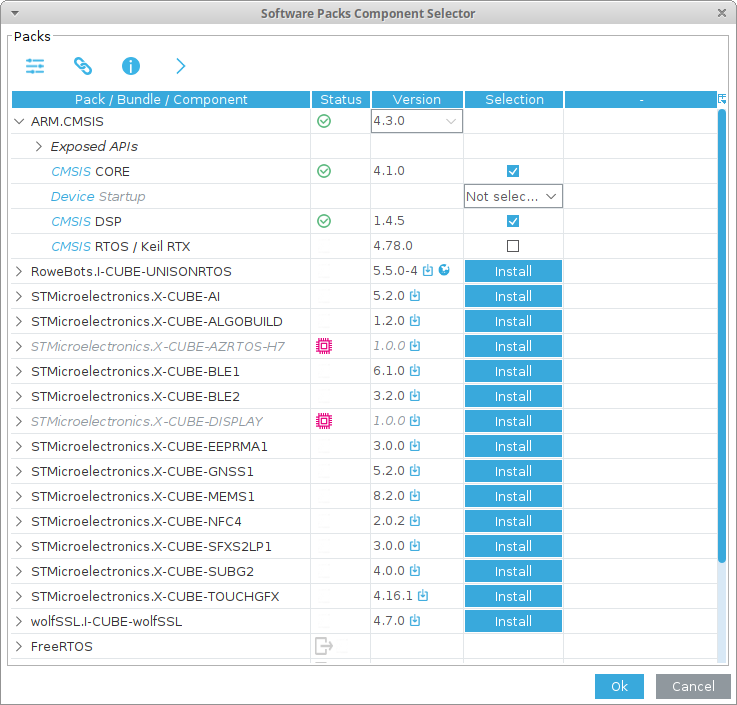 Software Packs Component Selector
Packs
Pack / Bundle / Component Status Version Selection -
ARM.CMSIS 4.3.0
Exposed APIs
CMSIS CORE 4.1.0
Device Startup Not selec...
CMSIS DSP 1.4.5
CMSIS RTOS / Keil RTX 4.78.0
RoweBots.I-CUBE-UNISONRTOS 5.5.0-4 Install
STMicroelectronics.X-CUBE-AI 5.2.0 Install
STMicroelectronics.X-CUBE-ALGOBUILD 1.2.0 Install
STMicroelectronics.X-CUBE-AZRTOS-H7 1.0.0 Install
STMicroelectronics.X-CUBE-BLE1 6.1.0 Install
STMicroelectronics.X-CUBE-BLE2 3.2.0 Install
STMicroelectronics.X-CUBE-DISPLAY 1.0.0 Install
STMicroelectronics.X-CUBE-EEPRMA1 3.0.0 Install
STMicroelectronics.X-CUBE-GNSS1 5.2.0 Install
STMicroelectronics.X-CUBE-MEMS1 8.2.0 Install
STMicroelectronics.X-CUBE-NFC4 2.0.2 Install
STMicroelectronics.X-CUBE-SFXS2LP1 3.0.0 Install
STMicroelectronics.X-CUBE-SUBG2 4.0.0 Install
STMicroelectronics.X-CUBE-TOUCHGFX 4.16.1 Install
wolfSSL.I-CUBE-wolfSSL 4.7.0 Install
FreeRTOS
Ok Cancel